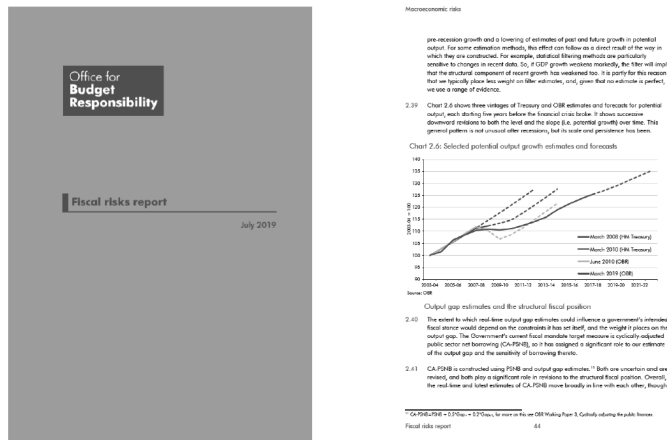 Office for
Budget
Responsibility
Fiscal risks report
July 2019
Macroeconomic risks
pre-recession growth and a lowering of estimates of past and future growth in potential
output. For some estimation methods, this effect can follow as a direct result of the way in
which they are constructed. For example, statistical filtering methods are particularly
sensitive to changes in recent data. So, if GDP growth weakens markedly, the filter will impl
that the structural component of recent growth has weakened too. It is partly for this reason
that we typically place less weight on filter estimates, and, given that no estimate is perfect,
we use a range of evidence.
2.39 Chart 2.6 shows three vintages of Treasury and OBR estimates and forecasts for potential
output, each starting five years before the financial crisis broke. It shows successive
downward revisions to both the level and the slope (i.e. potential growth) over time. This
general pattern is not unusual after recessions, but its scale and persistence has been.
Chart 2.6: Selected potential output growth estimates and forecasts
140
135
130
125
120
115
110
105
100
95
90
2003-04 = 100
March 2008 (HM Treasury)
March 2010 (HM Treasury)
June 2010 (OBR)
March 2019 (OBR)
2003-04 2005-06 2007-08 2009-10 2011-12 2013-14 2015-16 2017-18 2019-20 2021-22
Source: OBR
Output gap estimates and the structural fiscal position
2.40 The extent to which real-time output gap estimates could influence a government's intended
fiscal stance would depend on the constraints it has set itself, and the weight it places on the
output gap. The Government's current fiscal mandate target measure is cyclically-adjusted
public sector net borrowing (CA-PSNB), so it has assigned a significant role to our estimate
of the output gap and the sensitivity of borrowing thereto.
2.41 CA-PSNB is constructed using PSNB and output gap estimates. Both are uncertain and are
revised, and both play a significant role in revisions to the structural fiscal position. Overall,
the real-time and latest estimates of CA-PSNB move broadly in line with each other, though
for more on this see OBR Working Paper 3, Cyclically adjusting the public finances.
Fiscal risks report 44